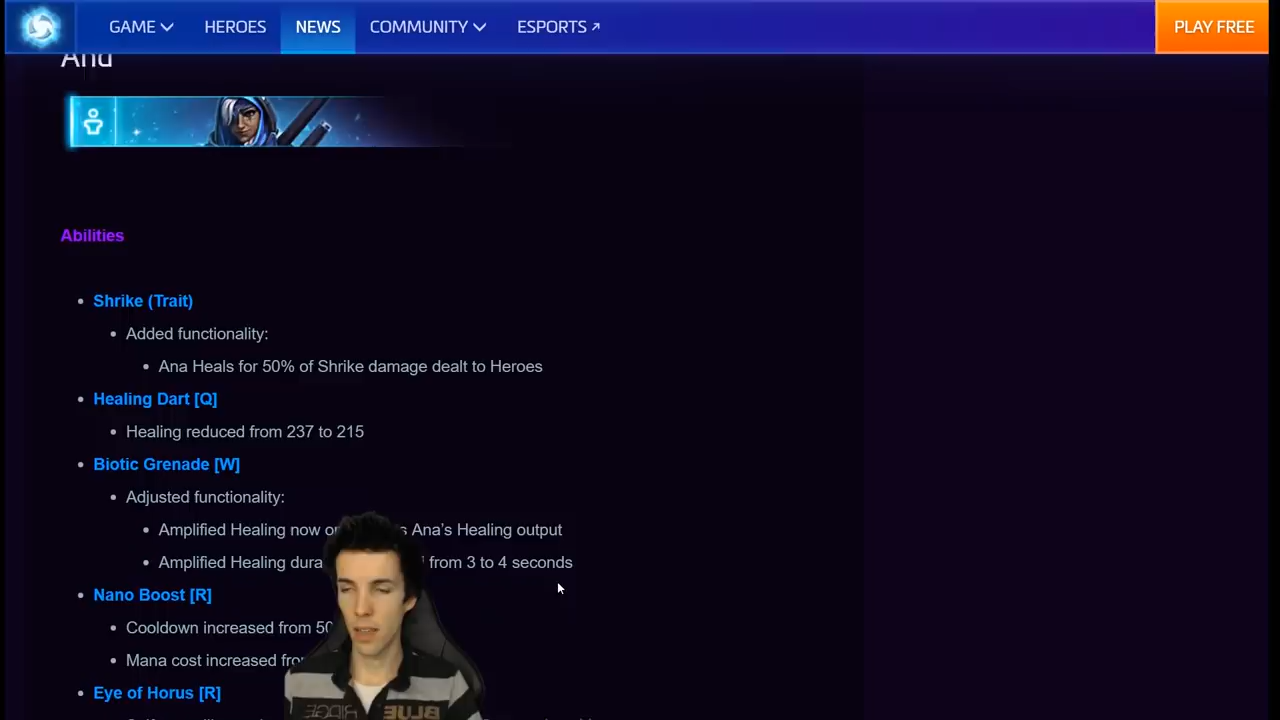 GAME HEROES NEWS COMMUNITY ESPORTS PLAY FREE
Ana
Abilities
Shrike (Trait)
Added functionality:
Ana Heals for 50% of Shrike damage dealt to Heroes
Healing Dart [Q]
Healing reduced from 237 to 215
Biotic Grenade [W]
Adjusted functionality:
Amplified Healing now Ana's Healing output
Amplified Healing from 3 to 4 seconds
Nano Boost [R]
Cooldown increased from
Mana cost increased
Eye of Horus [R]
BLUE